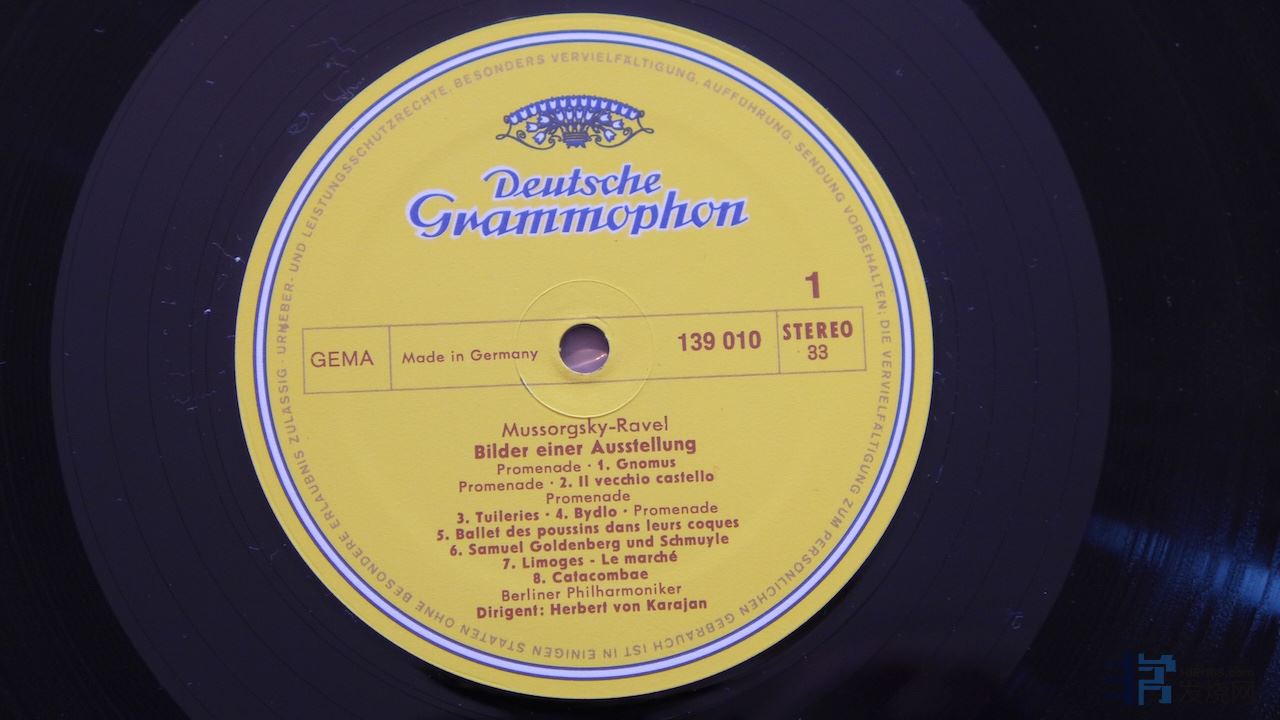 URHEBER- UND LEISTUNGSSCHUTZRECHTE, BESONDERS VERVIELFÄLTIGUNG, AUFFÜHRUNG, SENDUNG VORBEHALTEN; DIE VERVIELFÄLTIGUNG ZUM PERSÖNLICHEN GEBRAUCH IST IN EINIGEN STAATEN OHNE BESONDERE ERLAUBNIS ZULÄSSIG ·
Deutsche
Grammophon
1
GEMA Made in Germany 139 010 STEREO
33
Mussorgsky-Ravel
Bilder einer Ausstellung
Promenade · 1. Gnomus
Promenade · 2. Il vecchio castello
Promenade
3. Tuileries · 4. Bydlo · Promenade
5. Ballet des poussins dans leurs coques
6. Samuel Goldenberg und Schmuyle
7. Limoges - Le marché
8. Catacombae
Berliner Philharmoniker
Dirigent: Herbert von Karajan
发烧网